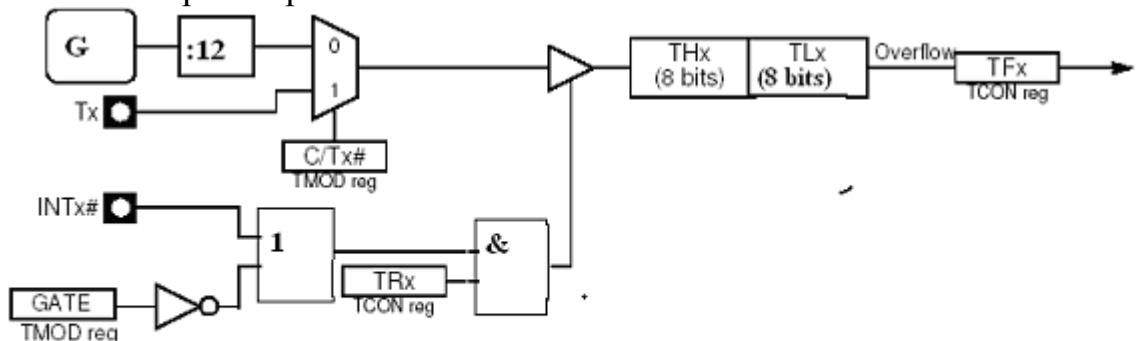 G
:12
0
1
Tx
C/Tx#
TMOD reg
THx
(8 bits)
TLx
(8 bits)
Overflow
TFx
TCON reg
INTx#
1
&
TRx
TCON reg
GATE
TMOD reg